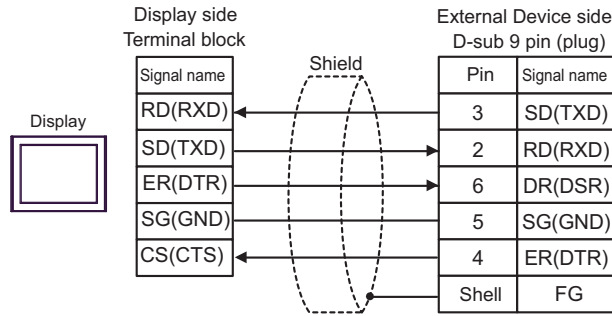 Display side
Terminal block
External Device side
D-sub 9 pin (plug)
Shield
Display
Signal name
Pin Signal name
RD(RXD) 3 SD(TXD)
SD(TXD) 2 RD(RXD)
ER(DTR) 6 DR(DSR)
SG(GND) 5 SG(GND)
CS(CTS) 4 ER(DTR)
Shell FG